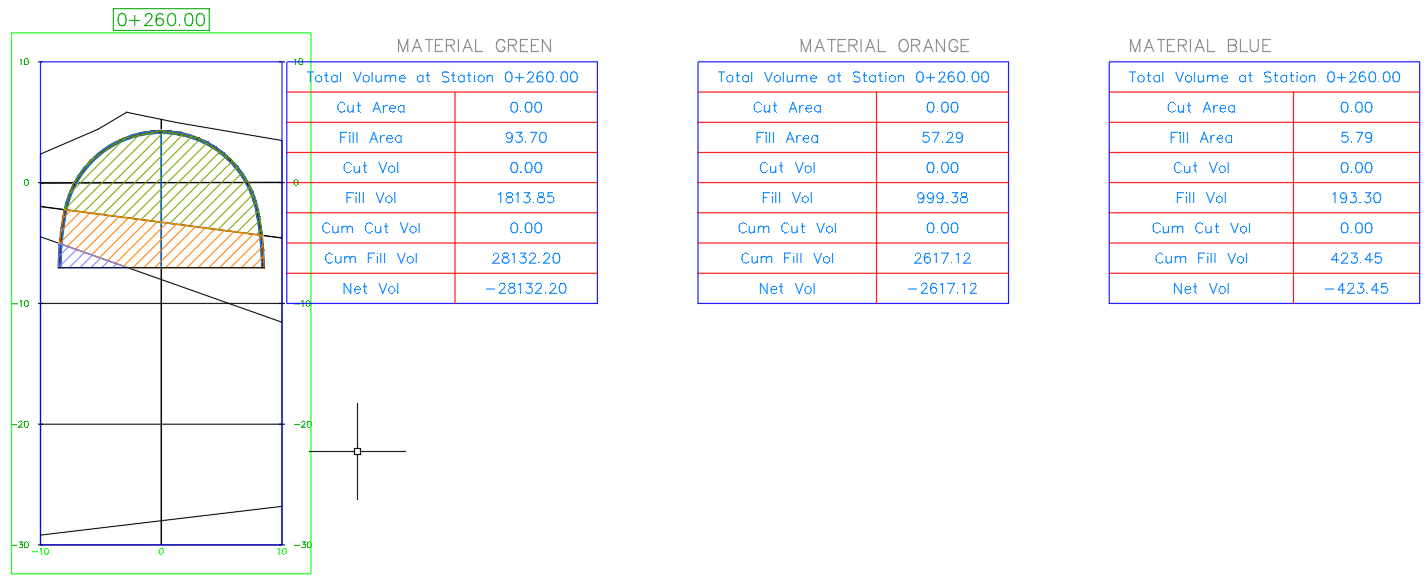 0+260.00
10
0
-10
-20
-30
-10
0
10
10
0
-10
-20
-30
MATERIAL GREEN
Total Volume at Station 0+260.00
Cut Area 0.00
Fill Area 93.70
Cut Vol 0.00
Fill Vol 1813.85
Cum Cut Vol 0.00
Cum Fill Vol 28132.20
Net Vol -28132.20
MATERIAL ORANGE
Total Volume at Station 0+260.00
Cut Area 0.00
Fill Area 57.29
Cut Vol 0.00
Fill Vol 999.38
Cum Cut Vol 0.00
Cum Fill Vol 2617.12
Net Vol -2617.12
MATERIAL BLUE
Total Volume at Station 0+260.00
Cut Area 0.00
Fill Area 5.79
Cut Vol 0.00
Fill Vol 193.30
Cum Cut Vol 0.00
Cum Fill Vol 423.45
Net Vol -423.45